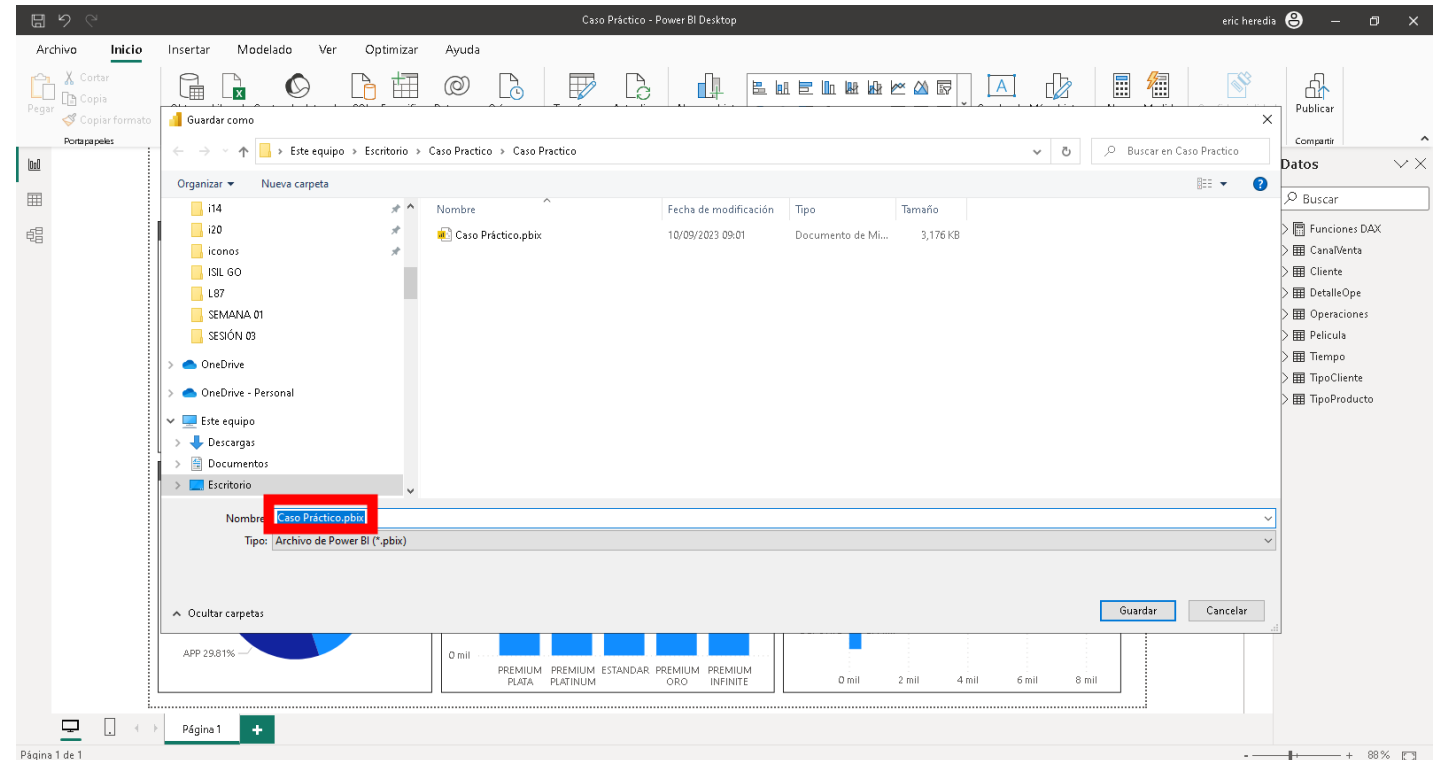 Caso Práctico - Power BI Desktop
eric heredia
Archivo Inicio Insertar Modelado Ver Optimizar Ayuda
Pegar
Cortar
Copia
Copiar formato
Portapapeles
Publicar
Compartir
Guardar como
Este equipo > Escritorio > Caso Practico > Caso Practico
Buscar en Caso Practico
Organizar Nueva carpeta
i14
i20
iconos
ISIL GO
L87
SEMANA 01
SESIÓN 03
OneDrive
OneDrive - Personal
Este equipo
Descargas
Documentos
Escritorio
Nombre Fecha de modificación Tipo Tamaño
Caso Práctico.pbix 10/09/2023 09:01 Documento de Mi... 3,176 KB
Nombre Caso Práctico.pbix
Tipo: Archivo de Power BI (*.pbix)
Ocultar carpetas
Guardar Cancelar
Datos
Buscar
Funciones DAX
CanalVenta
Cliente
DetalleOpe
Operaciones
Pelicula
Tiempo
TipoCliente
TipoProducto
APP 29.81%
0 mil
PREMIUM PLATA
PREMIUM PLATINUM
ESTANDAR
PREMIUM ORO
PREMIUM INFINITE
0 mil 2 mil 4 mil 6 mil 8 mil
Página 1
Página 1 de 1
- + 88 %